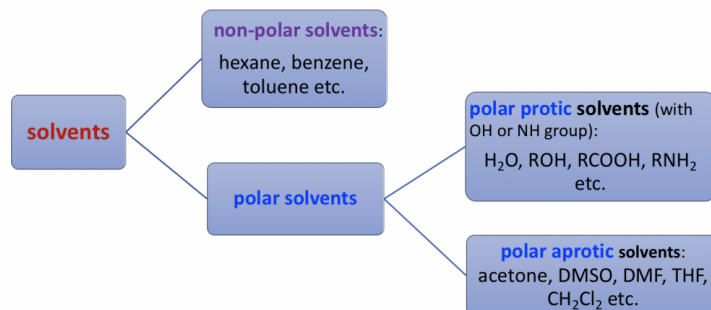 non-polar solvents:
hexane, benzene,
toluene etc.
solvents
polar solvents
polar protic solvents (with
OH or NH group):
H₂O, ROH, RCOOH, RNH₂
etc.
polar aprotic solvents:
acetone, DMSO, DMF, THF,
CH₂Cl₂ etc.